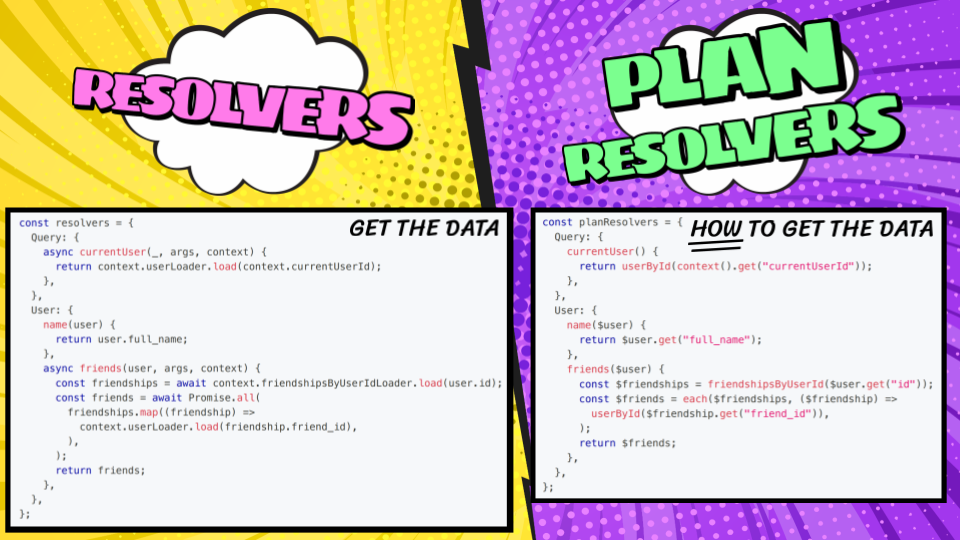 RESOLVERS
GET THE DATA
const resolvers = {
  Query: {
    async currentUser(_, args, context) {
      return context.userLoader.load(context.currentUserId);
    },
  },
  User: {
    name(user) {
      return user.full_name;
    },
    async friends(user, args, context) {
      const friendships = await context.friendshipsByUserIdLoader.load(user.id);
      const friends = await Promise.all(
        friendships.map((friendship) =>
          context.userLoader.load(friendship.friend_id),
        ),
      );
      return friends;
    },
  },
};
PLAN
RESOLVERS
HOW TO GET THE DATA
const planResolvers = {
  Query: {
    currentUser() {
      return userById(context().get("currentUserId"));
    },
  },
  User: {
    name($user) {
      return $user.get("full_name");
    },
    friends($user) {
      const $friendships = friendshipsByUserId($user.get("id"));
      const $friends = each($friendships, ($friendship) =>
        userById($friendship.get("friend_id")),
      );
      return $friends;
    },
  },
};